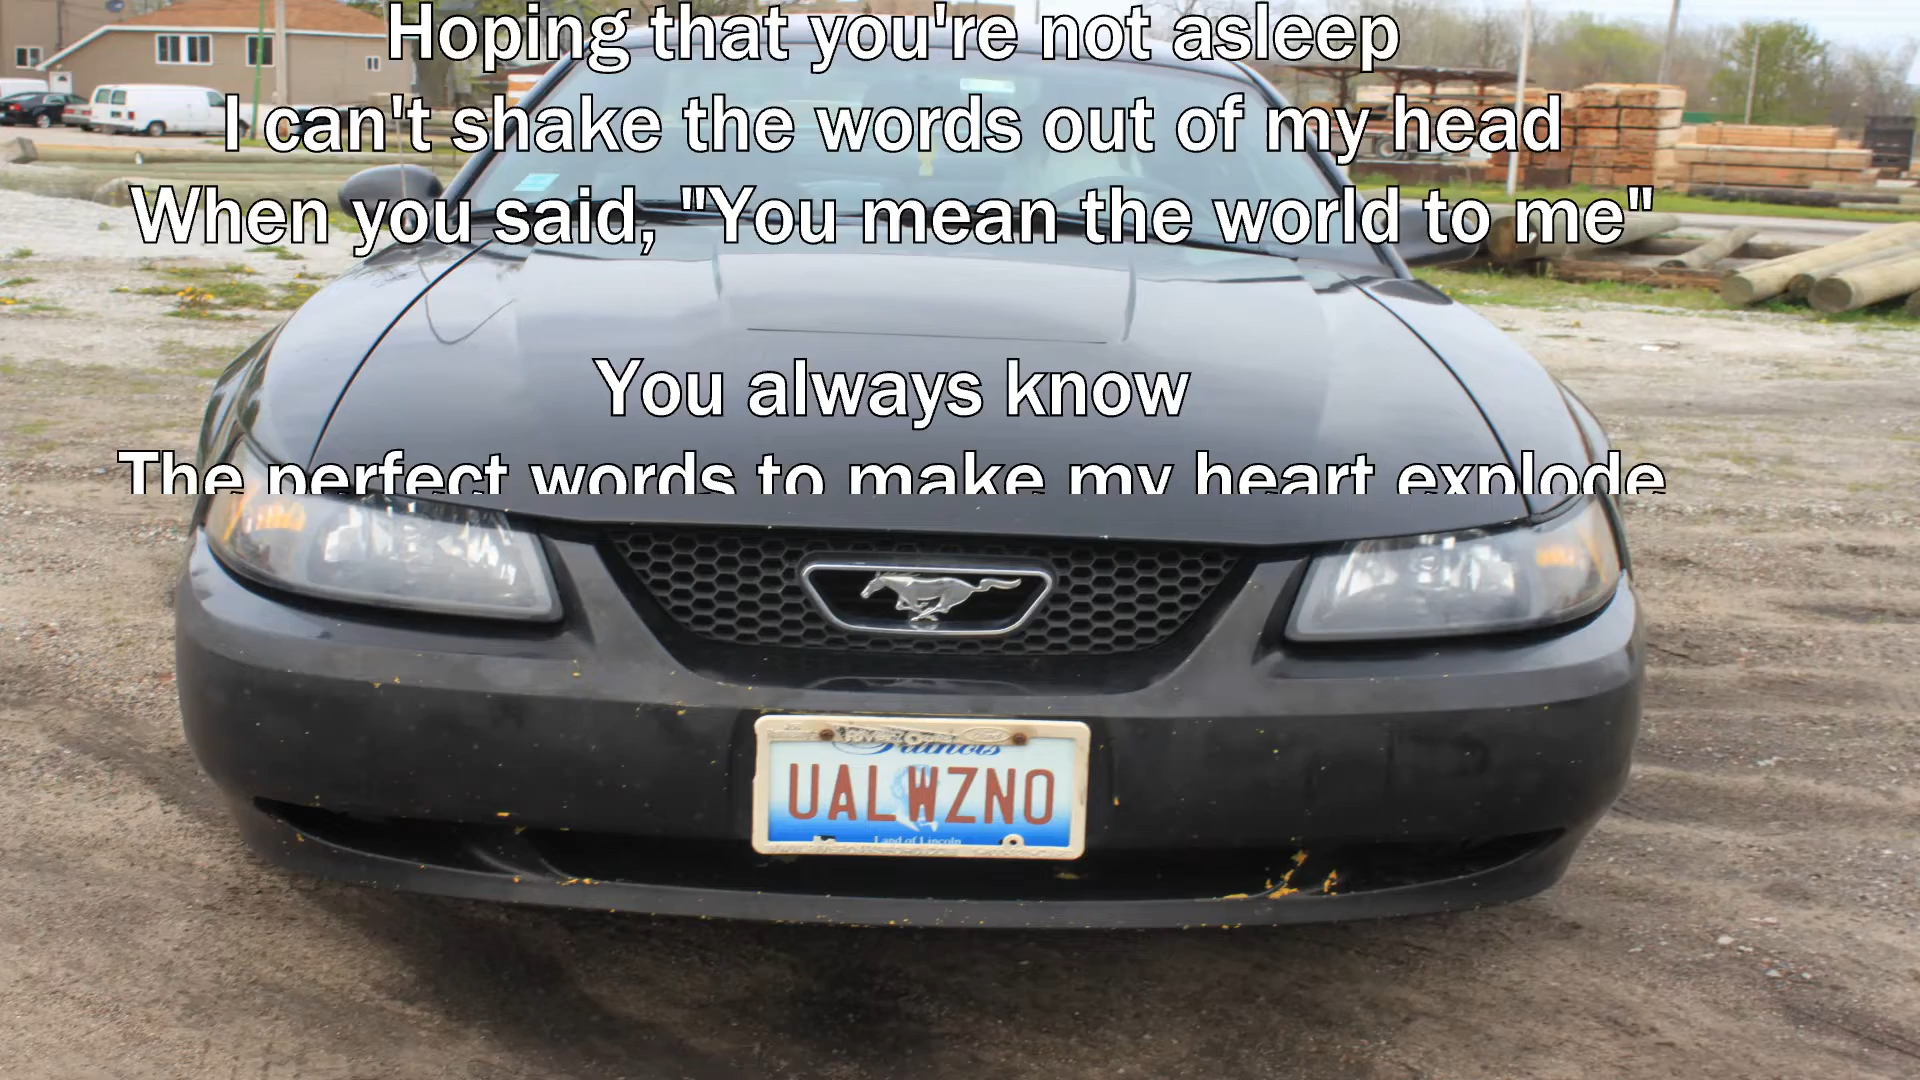 Hoping that you're not asleep
I can't shake the words out of my head
When you said, "You mean the world to me"
You always know
The perfect words to make my heart explode
Illinois
UALWZNO
Land of Lincoln